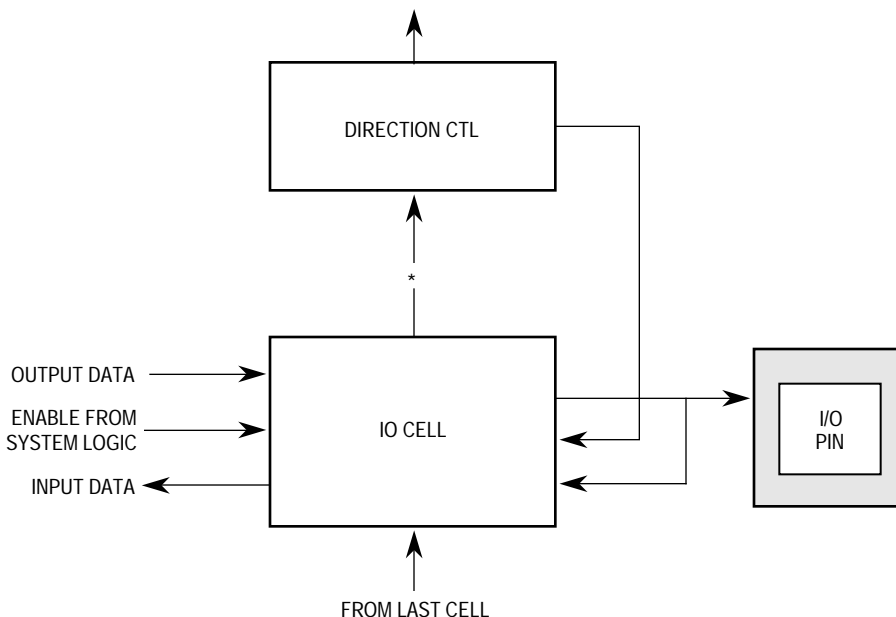 DIRECTION CTL
*
OUTPUT DATA
ENABLE FROM
SYSTEM LOGIC
INPUT DATA
IO CELL
I/O
PIN
FROM LAST CELL